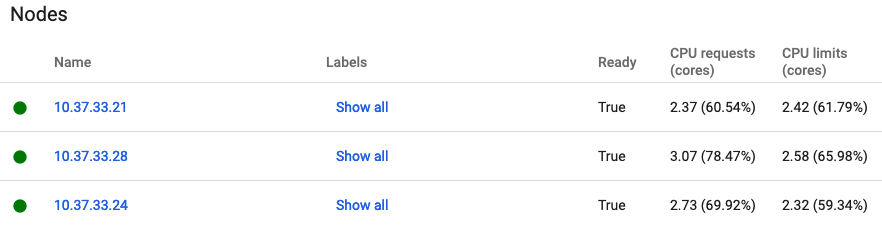 Nodes
Name Labels Ready CPU requests (cores) CPU limits (cores)
10.37.33.21 Show all True 2.37 (60.54%) 2.42 (61.79%)
10.37.33.28 Show all True 3.07 (78.47%) 2.58 (65.98%)
10.37.33.24 Show all True 2.73 (69.92%) 2.32 (59.34%)